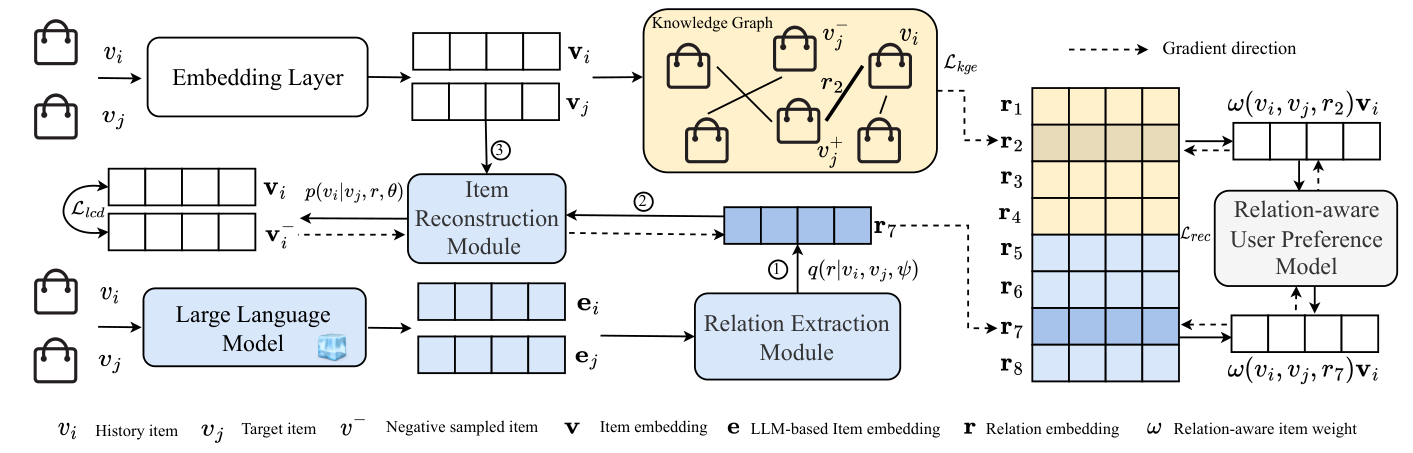 v_i
v_j
Embedding Layer
𝐯_i
𝐯_j
Knowledge Graph
v_j^-
v_i
r_2
v_j^+
ℒ_kge
Gradient direction
𝐫_1
𝐫_2
𝐫_3
𝐫_4
𝐫_5
𝐫_6
𝐫_7
𝐫_8
ω(v_i, v_j, r_2)𝐯_i
Relation-aware
User Preference
Model
ℒ_rec
ω(v_i, v_j, r_7)𝐯_i
③
ℒ_lcd
𝐯_i
𝐯_i^-
p(v_i|v_j, r, θ)
Item
Reconstruction
Module
②
𝐫_7
①
q(r|v_i, v_j, ψ)
v_i
v_j
Large Language
Model
𝐞_i
𝐞_j
Relation Extraction
Module
v_i History item v_j Target item v^- Negative sampled item 𝐯 Item embedding 𝐞 LLM-based Item embedding 𝐫 Relation embedding ω Relation-aware item weight